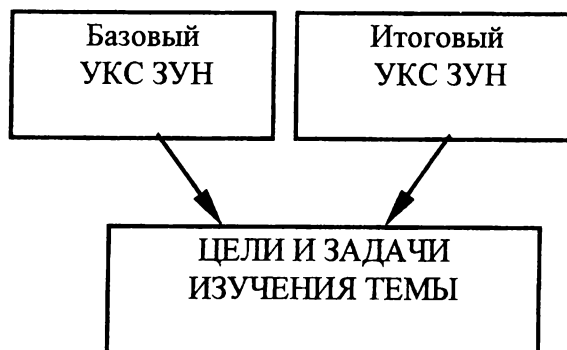 Базовый
УКС ЗУН
Итоговый
УКС ЗУН
ЦЕЛИ И ЗАДАЧИ
ИЗУЧЕНИЯ ТЕМЫ